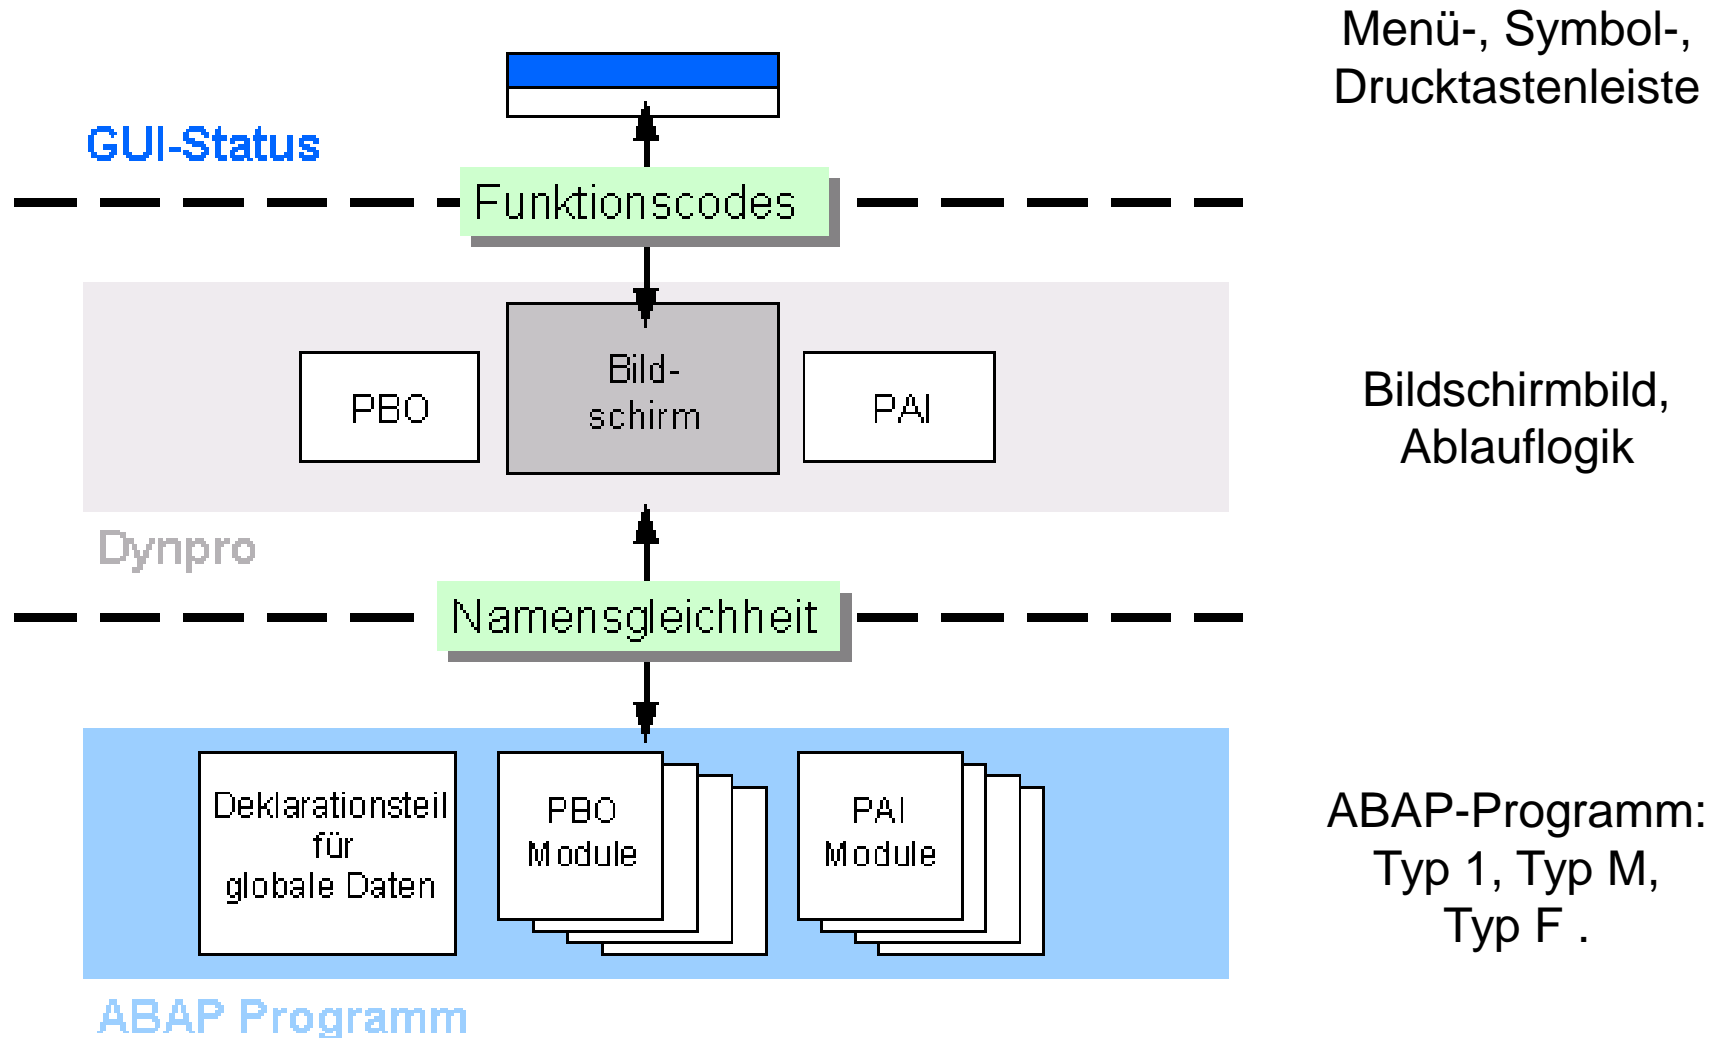 Menü-, Symbol-,
Drucktastenleiste
GUI-Status
Funktionscodes
Bild-
schirm
PBO
PAI
Bildschirmbild,
Ablauflogik
Dynpro
Namensgleichheit
Deklarationsteil
für
globale Daten
PBO
Module
PAI
Module
ABAP-Programm:
Typ 1, Typ M,
Typ F .
ABAP Programm